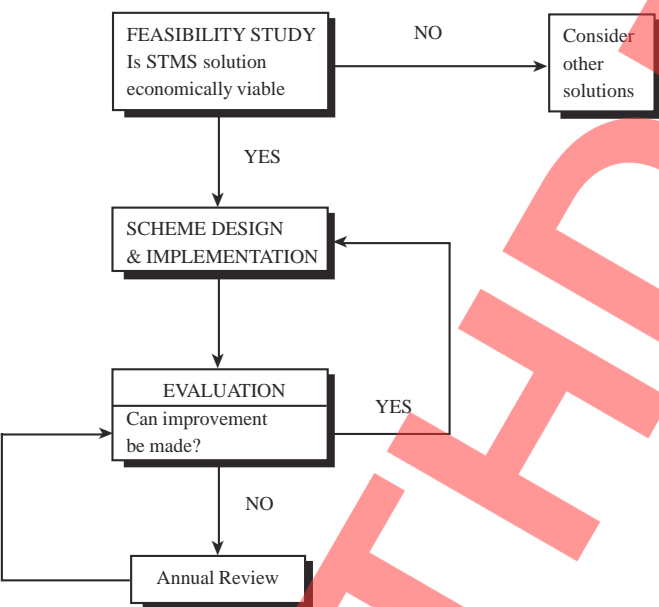 FEASIBILITY STUDY
Is STMS solution
economically viable
NO
Consider
other
solutions
YES
SCHEME DESIGN
& IMPLEMENTATION
EVALUATION
Can improvement
be made?
YES
NO
Annual Review